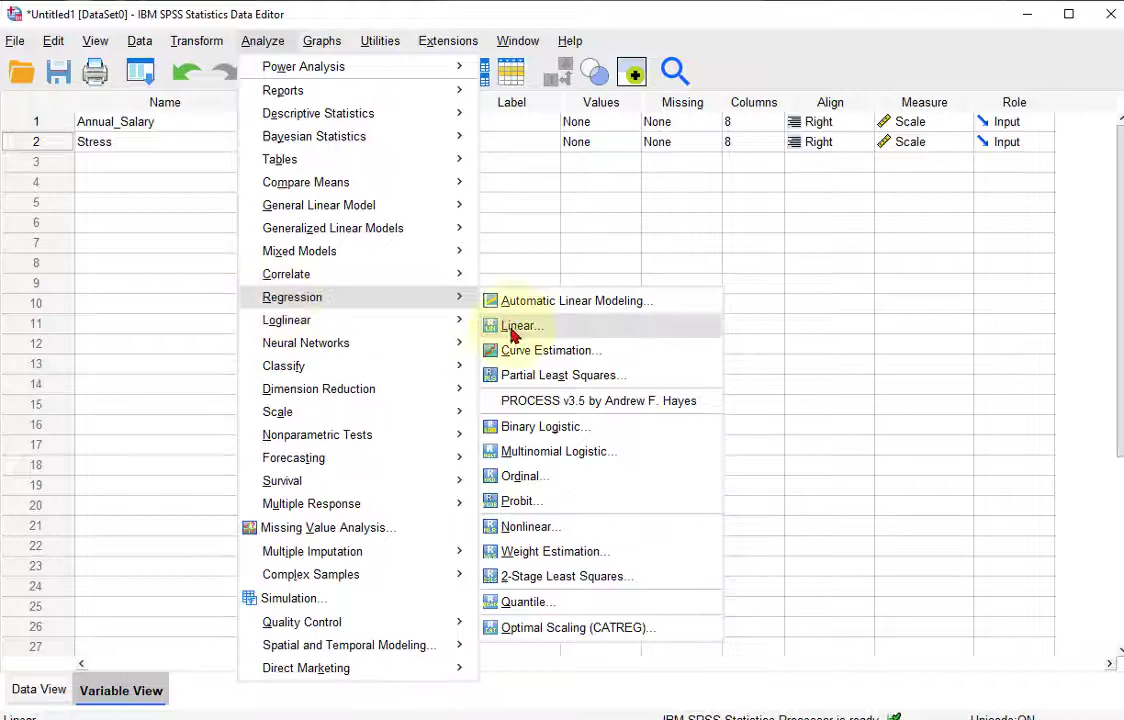 *Untitled1 [DataSet0] - IBM SPSS Statistics Data Editor
File Edit View Data Transform Analyze Graphs Utilities Extensions Window Help
Name Label Values Missing Columns Align Measure Role
1 Annual_Salary None None 8 Right Scale Input
2 Stress None None 8 Right Scale Input
3
4
5
6
7
8
9
10
11
12
13
14
15
16
17
18
19
20
21
22
23
24
25
26
27
Power Analysis
Reports
Descriptive Statistics
Bayesian Statistics
Tables
Compare Means
General Linear Model
Generalized Linear Models
Mixed Models
Correlate
Regression
Loglinear
Neural Networks
Classify
Dimension Reduction
Scale
Nonparametric Tests
Forecasting
Survival
Multiple Response
Missing Value Analysis...
Multiple Imputation
Complex Samples
Simulation...
Quality Control
Spatial and Temporal Modeling...
Direct Marketing
Automatic Linear Modeling...
Linear...
Curve Estimation...
Partial Least Squares...
PROCESS v3.5 by Andrew F. Hayes
Binary Logistic...
Multinomial Logistic...
Ordinal...
Probit...
Nonlinear...
Weight Estimation...
2-Stage Least Squares...
Quantile...
Optimal Scaling (CATREG)...
Data View Variable View
Linear IBM SPSS Statistics Processor is ready Unicode:ON